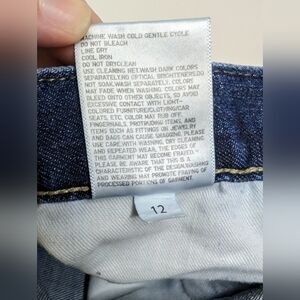 MACHINE WASH COLD GENTLE CYCLE
DO NOT BLEACH
LINE DRY
COOL IRON
DO NOT DRYCLEAN
USE CLEANING NET.WASH DARK COLORS
SEPARATELY.NO OPTICAL BRIGHTENERS.DO
NOT SOAK.WASH SEPARATELY. COLORS
MAY FADE WHEN WASHING. COLORS MAY
BLEED ONTO OTHER OBJECTS, SO AVOID
CONTACT WITH LIGHT-
COLORED FURNITURE/CLOTHING/CAR
SEATS, ETC. COLOR MAY RUB OFF.
FINGERNAILS, PROTRUDING ITEMS, AND
ITEMS SUCH AS FITTINGS ON JEWELRY
AND BAGS CAN CAUSE SNAGGING. PLEASE
USE CARE WITH WASHING, DRY CLEANING
AND REPEATED WEAR, THE EDGES OF
THIS GARMENT MAY BECOME FRAYED.
PLEASE BE AWARE THAT THIS IS A
CHARACTERISTIC OF THE DESIGN.WASHING
AND WEARING MAY PROMOTE FRAYING OF
PROCESSED PORTIONS OF GARMENT.
12